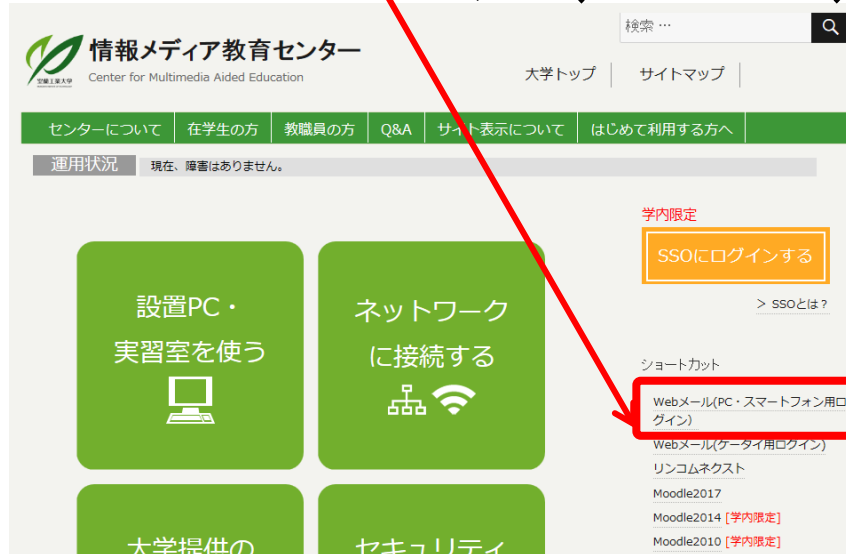 検索 …
情報メディア教育センター
Center for Multimedia Aided Education
室蘭工業大学
大学トップ
サイトマップ
センターについて
在学生の方
教職員の方
Q&A
サイト表示について
はじめて利用する方へ
運用状況
現在、障害はありません。
学内限定
SSOにログインする
> SSOとは?
設置PC・
実習室を使う
ネットワーク
に接続する
ショートカット
Webメール(PC・スマートフォン用ロ
グイン)
Webメール(ケータイ用ログイン)
リンコムネクスト
Moodle2017
Moodle2014 [学内限定]
Moodle2010 [学内限定]
大学提供の
セキュリティ